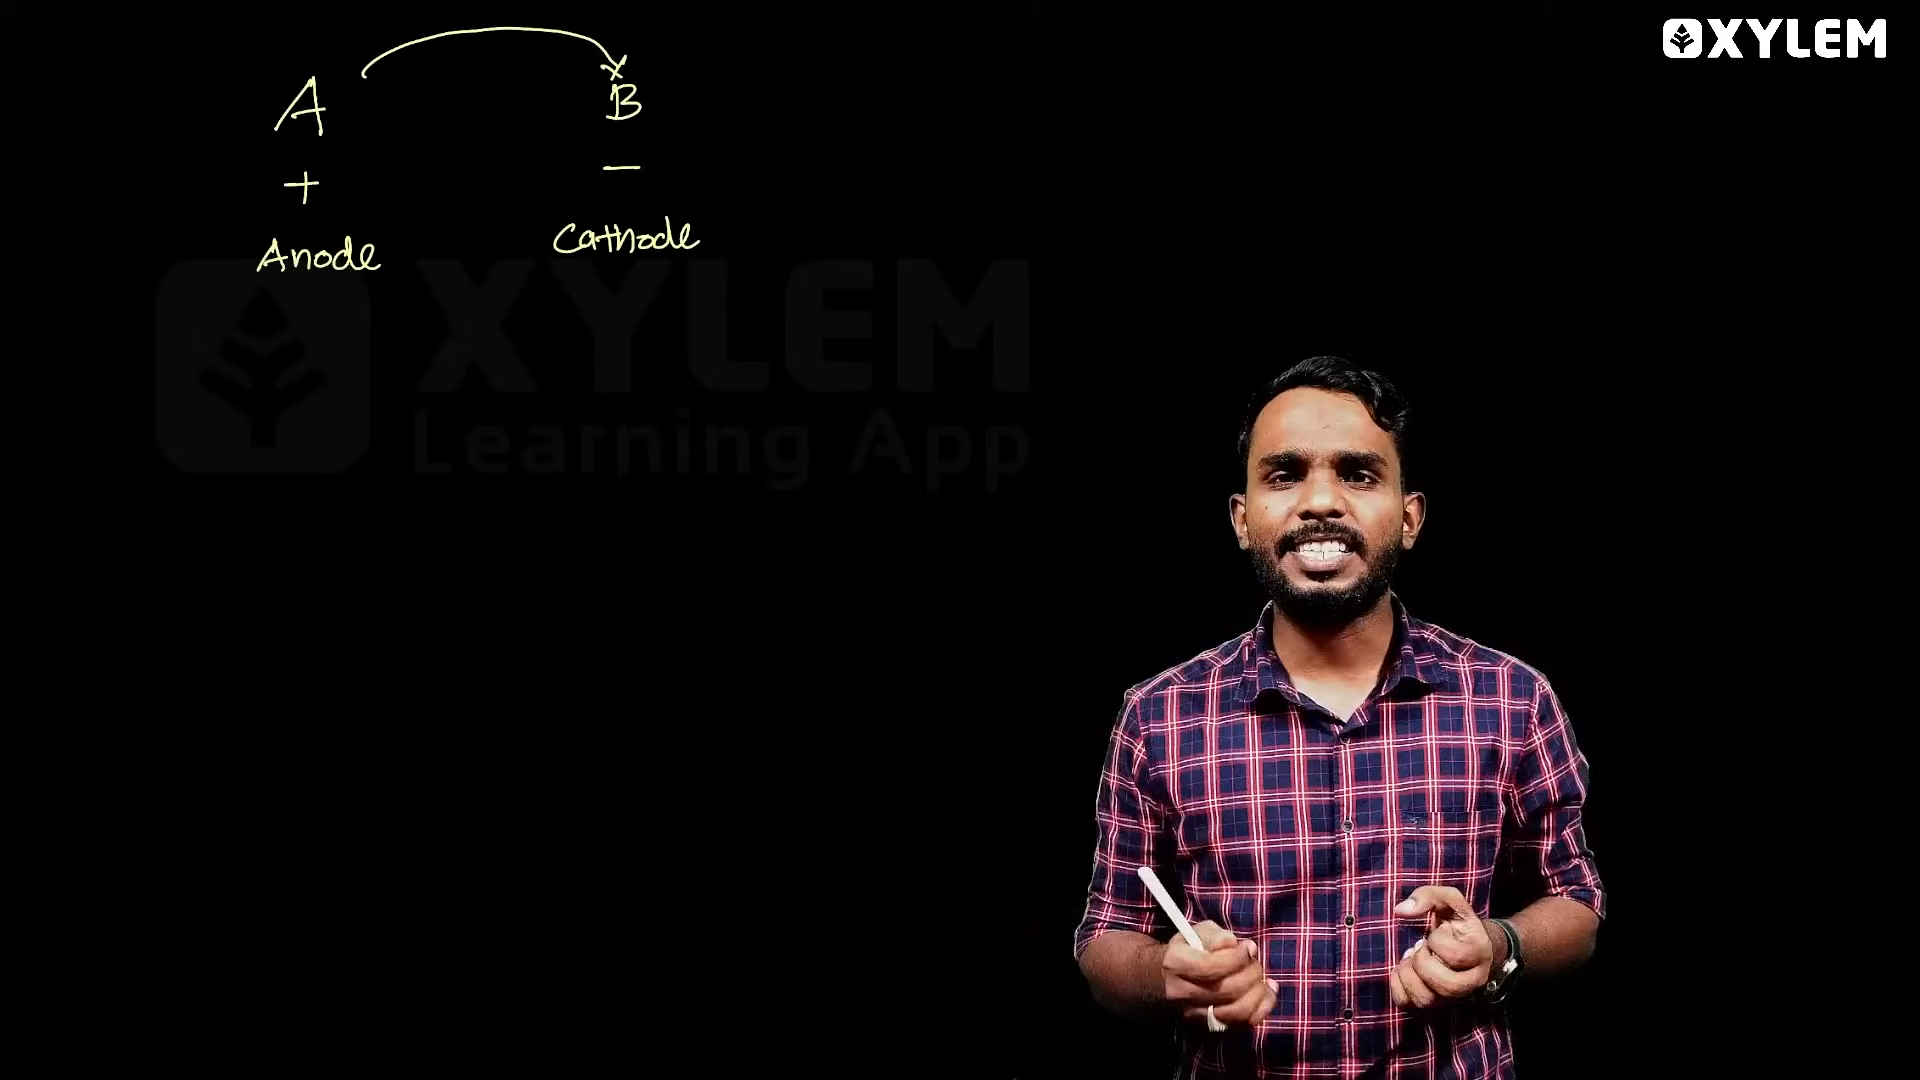 XYLEM
A B
+ −
Anode Cathode
XYLEM
Learning App